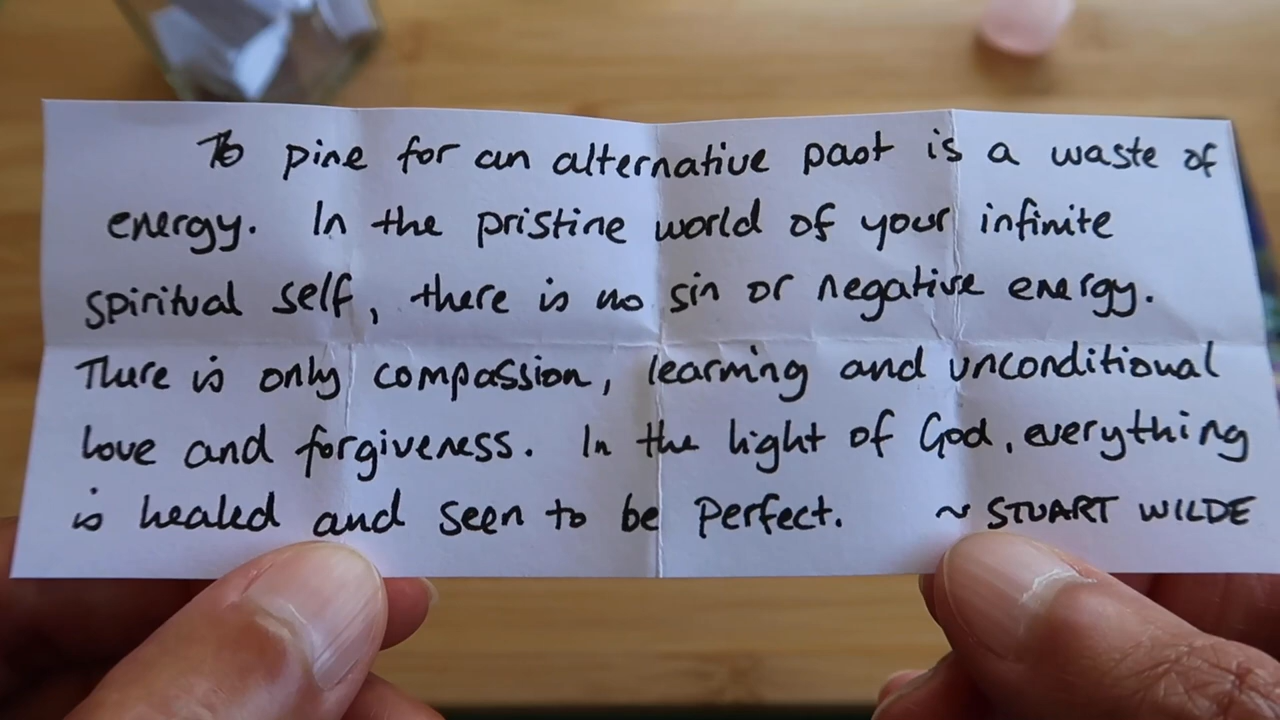 To pine for an alternative past is a waste of
energy. In the pristine world of your infinite
spiritual self, there is no sin or negative energy.
There is only compassion, learning and unconditional
love and forgiveness. In the light of God, everything
is healed and seen to be perfect. ~ STUART WILDE